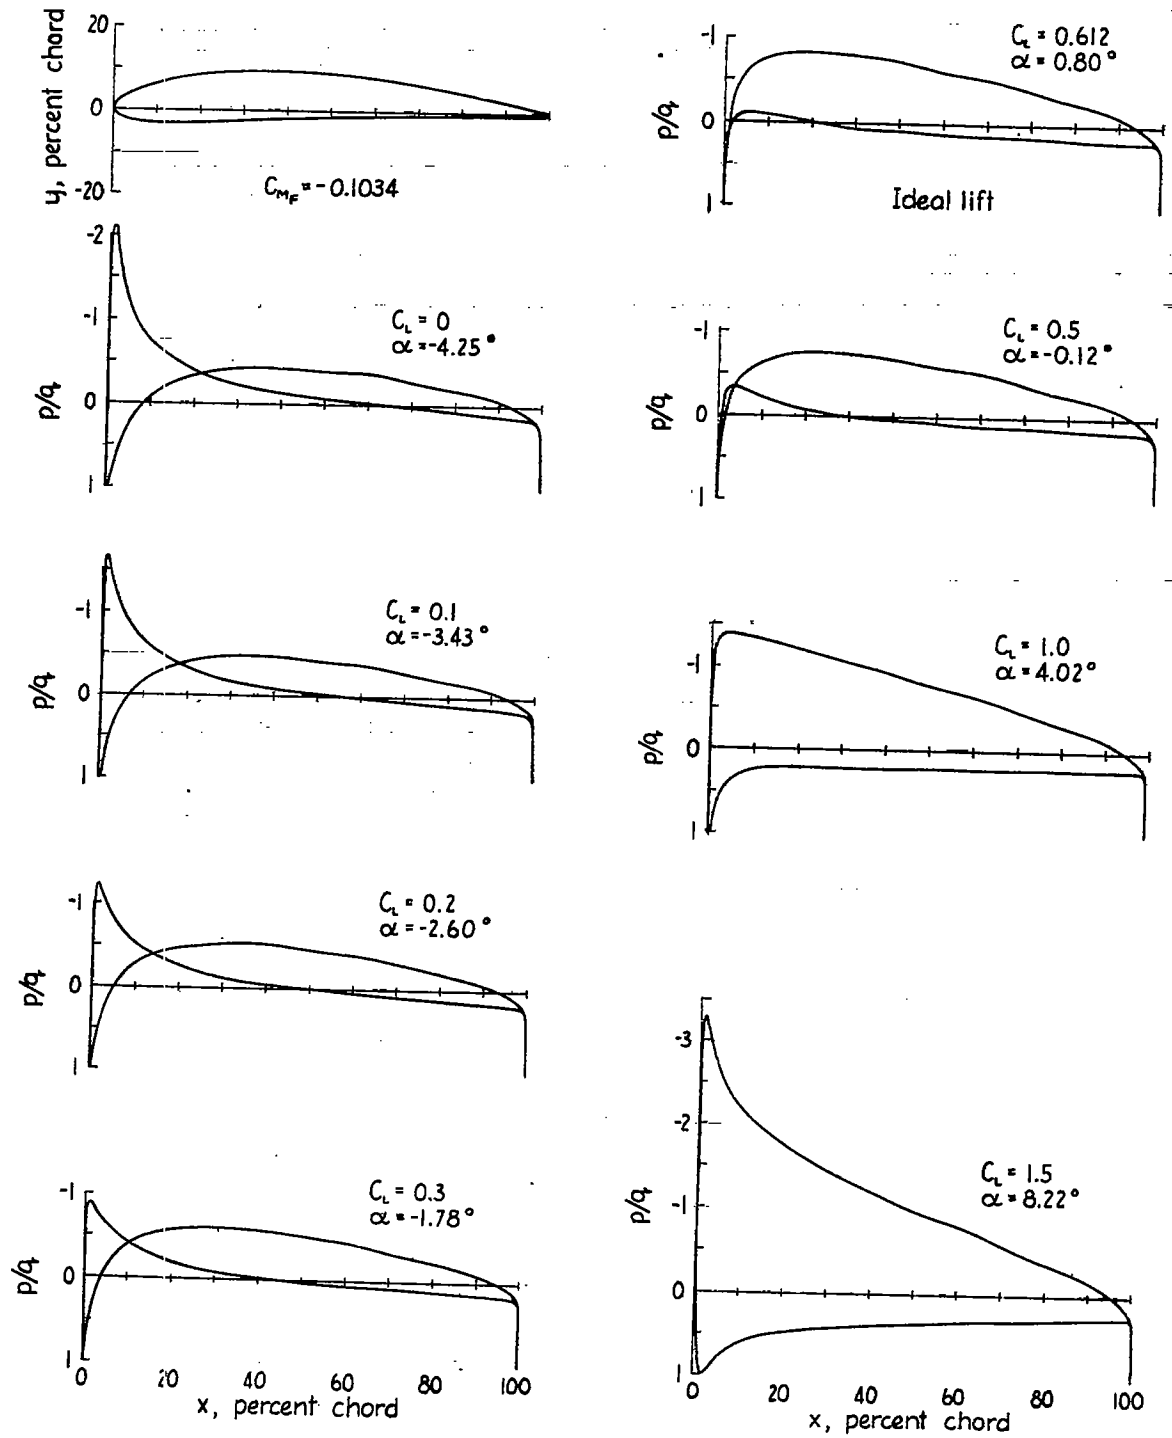 20
0
-20
y, percent chord
C_MF = -0.1034
-2
-1
0
1
p/q
C_L = 0
α = -4.25°
-1
0
1
p/q
C_L = 0.1
α = -3.43°
-1
0
1
p/q
C_L = 0.2
α = -2.60°
-1
0
1
p/q
C_L = 0.3
α = -1.78°
0 20 40 60 80 100
x, percent chord
-1
0
1
p/q
C_L = 0.612
α = 0.80°
Ideal lift
-1
0
1
p/q
C_L = 0.5
α = -0.12°
-1
0
1
p/q
C_L = 1.0
α = 4.02°
-3
-2
-1
0
1
p/q
C_L = 1.5
α = 8.22°
0 20 40 60 80 100
x, percent chord